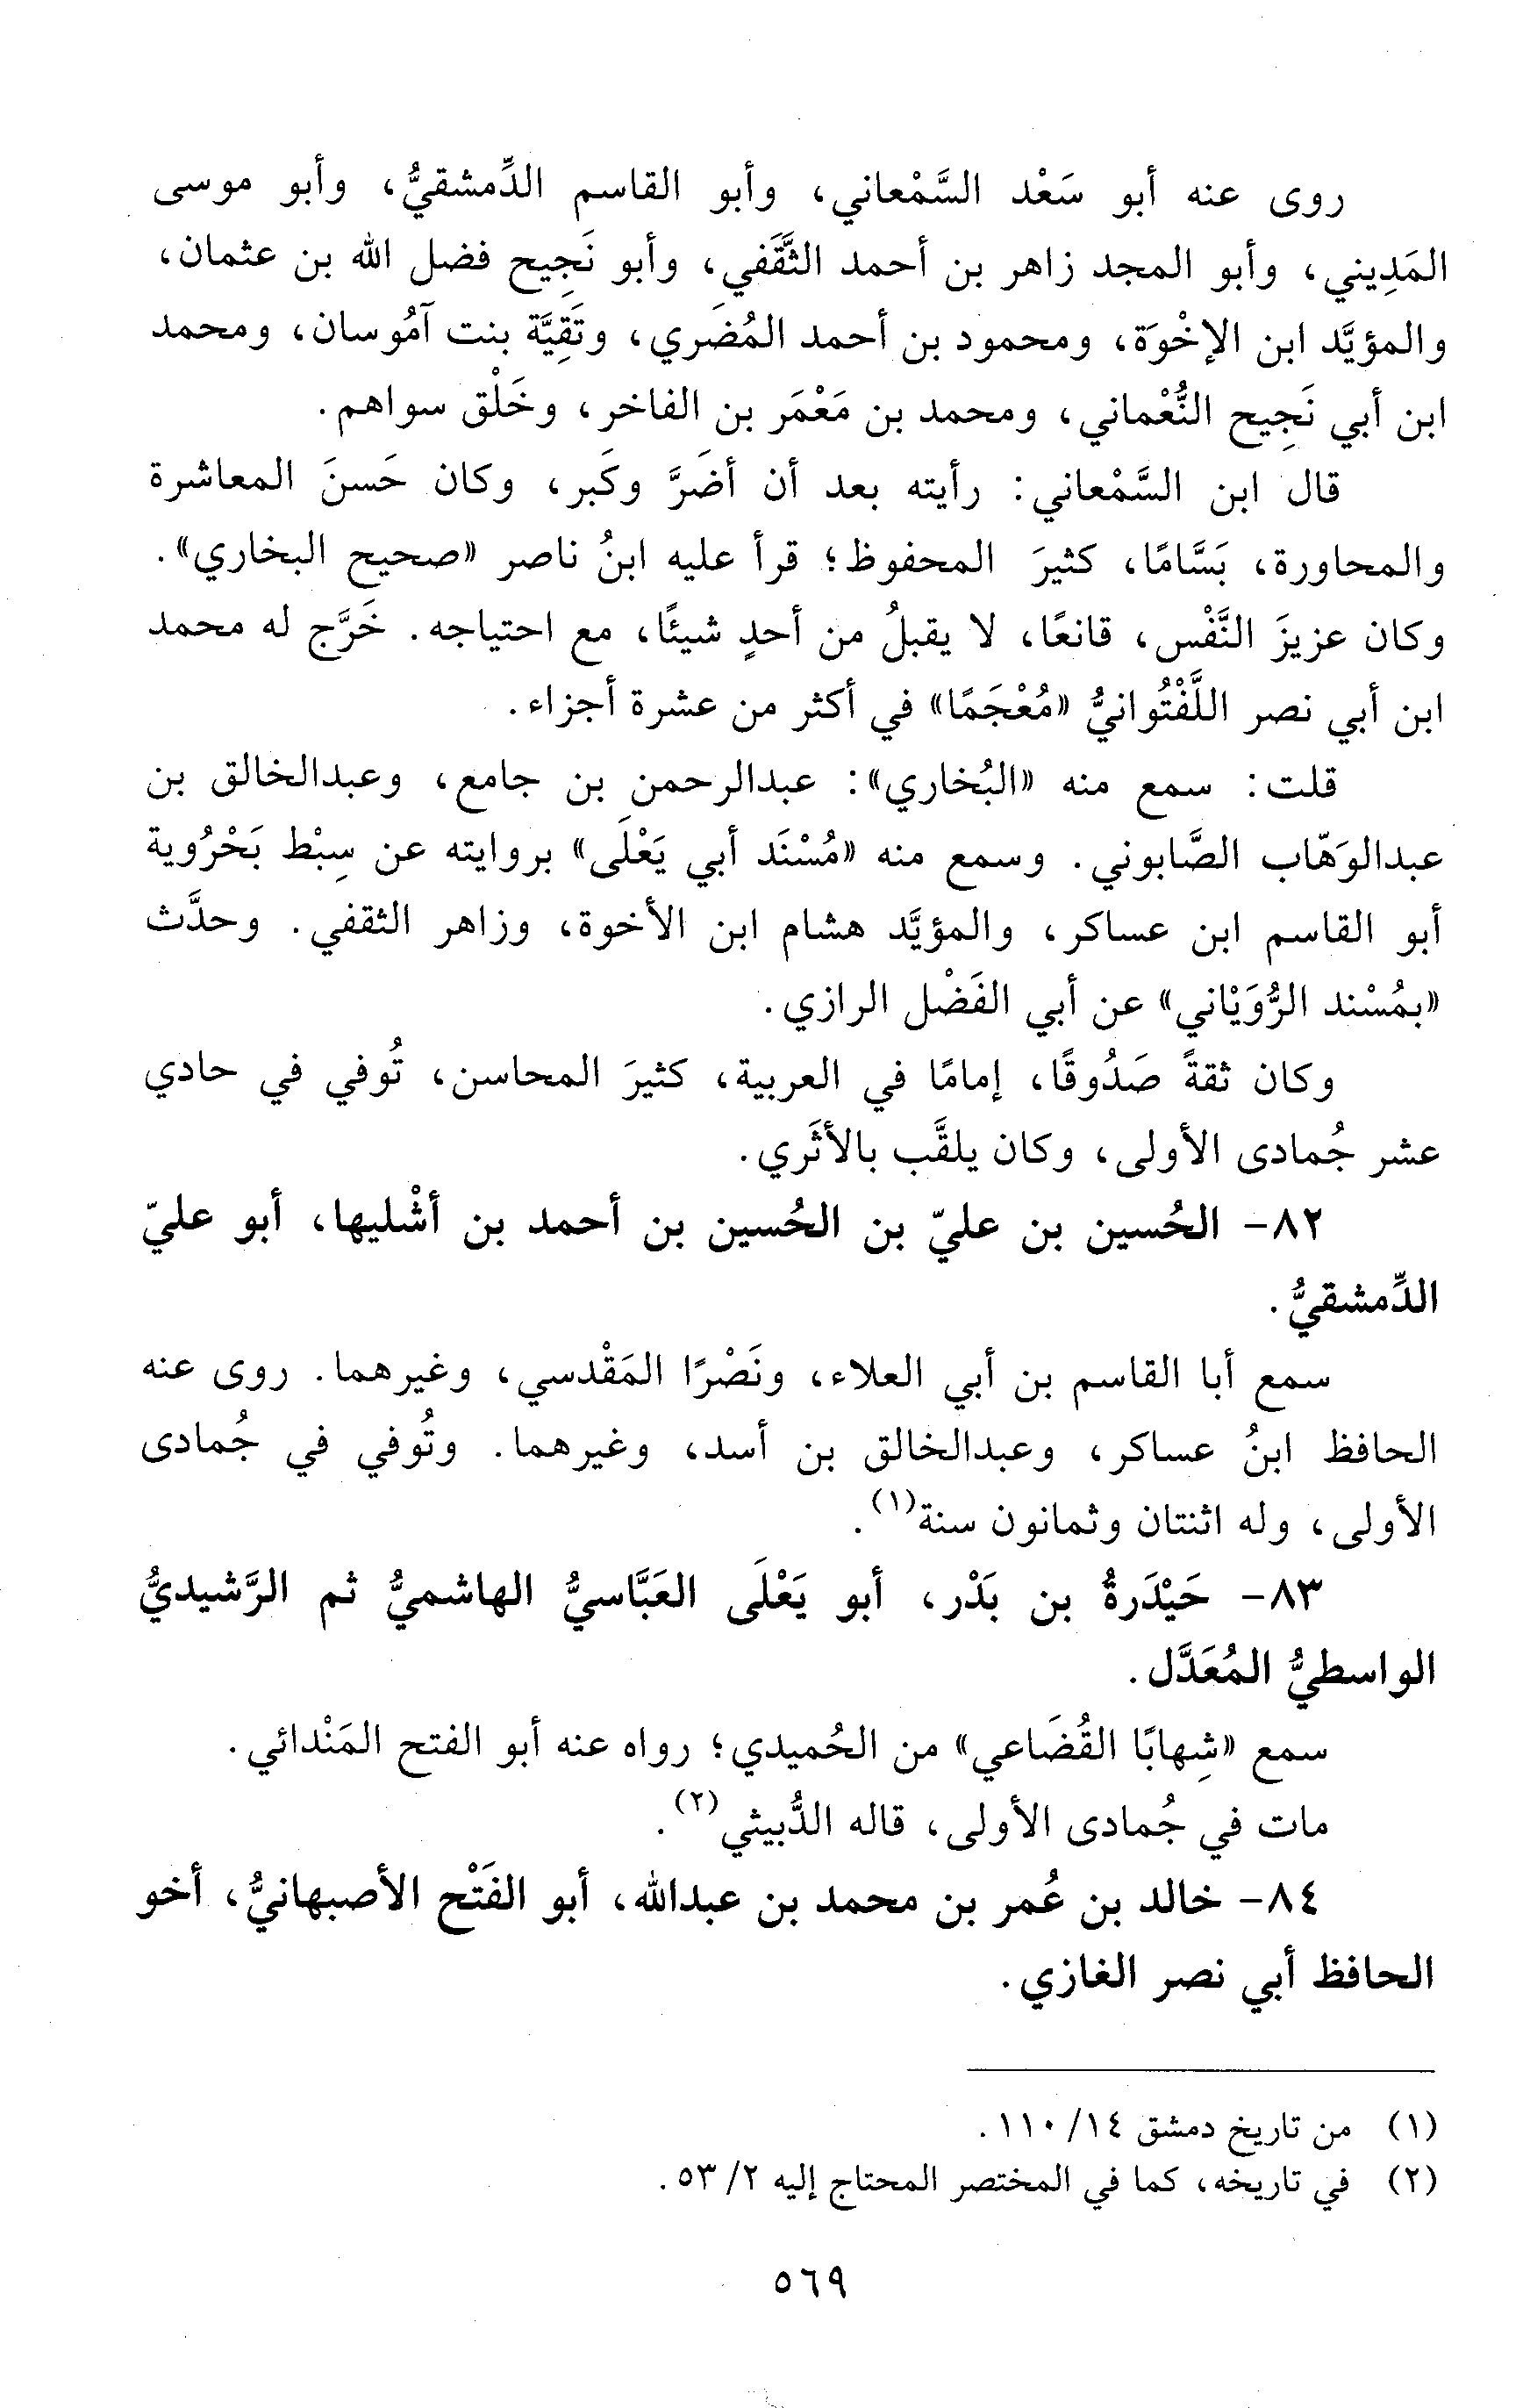 روى عنه أبو سَعْد السَّمْعاني، وأبو القاسم الدِّمشقيُّ، وأبو موسى
المَدِيني، وأبو المجد زاهر بن أحمد الثَّقَفي، وأبو نَجِيح فضل الله بن عثمان،
والمؤيَّد ابن الإخْوَة، ومحمود بن أحمد المُضَري، وتَقِيَّة بنت آمُوسان، ومحمد
ابن أبي نَجِيح النُّعْماني، ومحمد بن مَعْمَر بن الفاخر، وخَلْق سواهم.
قال ابن السَّمْعاني: رأيته بعد أن أضَرَّ وكَبر، وكان حَسنَ المعاشرة
والمحاورة، بَسَّامًا، كثيرَ المحفوظ؛ قرأ عليه ابنُ ناصر «صحيح البخاري».
وكان عزيزَ النَّفْس، قانعًا، لا يقبلُ من أحدٍ شيئًا، مع احتياجه. خَرَّج له محمد
ابن أبي نصر اللَّفْتُوانيُّ «مُعْجَمًا» في أكثر من عشرة أجزاء.
قلت: سمع منه «البُخاري»: عبدالرحمن بن جامع، وعبدالخالق بن
عبدالوَهّاب الصَّابوني. وسمع منه «مُسْنَد أبي يَعْلَى» بروايته عن سِبْط بَحْرُوية
أبو القاسم ابن عساكر، والمؤيَّد هشام ابن الأخوة، وزاهر الثقفي. وحدَّث
«بمُسْند الرُّوَيْاني» عن أبي الفَضْل الرازي.
وكان ثقةً صَدُوقًا، إمامًا في العربية، كثيرَ المحاسن، تُوفي في حادي
عشر جُمادى الأولى، وكان يلقَّب بالأثَري.
٨٢- الحُسين بن عليّ بن الحُسين بن أحمد بن أشْليها، أبو عليّ
الدِّمشقيُّ.
سمع أبا القاسم بن أبي العلاء، ونَصْرًا المَقْدسي، وغيرهما. روى عنه
الحافظ ابنُ عساكر، وعبدالخالق بن أسد، وغيرهما. وتُوفي في جُمادى
الأولى، وله اثنتان وثمانون سنة(١).
٨٣- حَيْدَرةُ بن بَدْر، أبو يَعْلَى العَبَّاسيُّ الهاشميُّ ثم الرَّشيديُّ
الواسطيُّ المُعَدَّل.
سمع «شِهابًا القُضَاعي» من الحُميدي؛ رواه عنه أبو الفتح المَنْدائي.
مات في جُمادى الأولى، قاله الدُّبيثي(٢).
٨٤- خالد بن عُمر بن محمد بن عبدالله، أبو الفَتْح الأصبهانيُّ، أخو
الحافظ أبي نصر الغازي.
(١) من تاريخ دمشق ١٤/ ١١٠.
(٢) في تاريخه، كما في المختصر المحتاج إليه ٢/ ٥٣.
٥٦٩